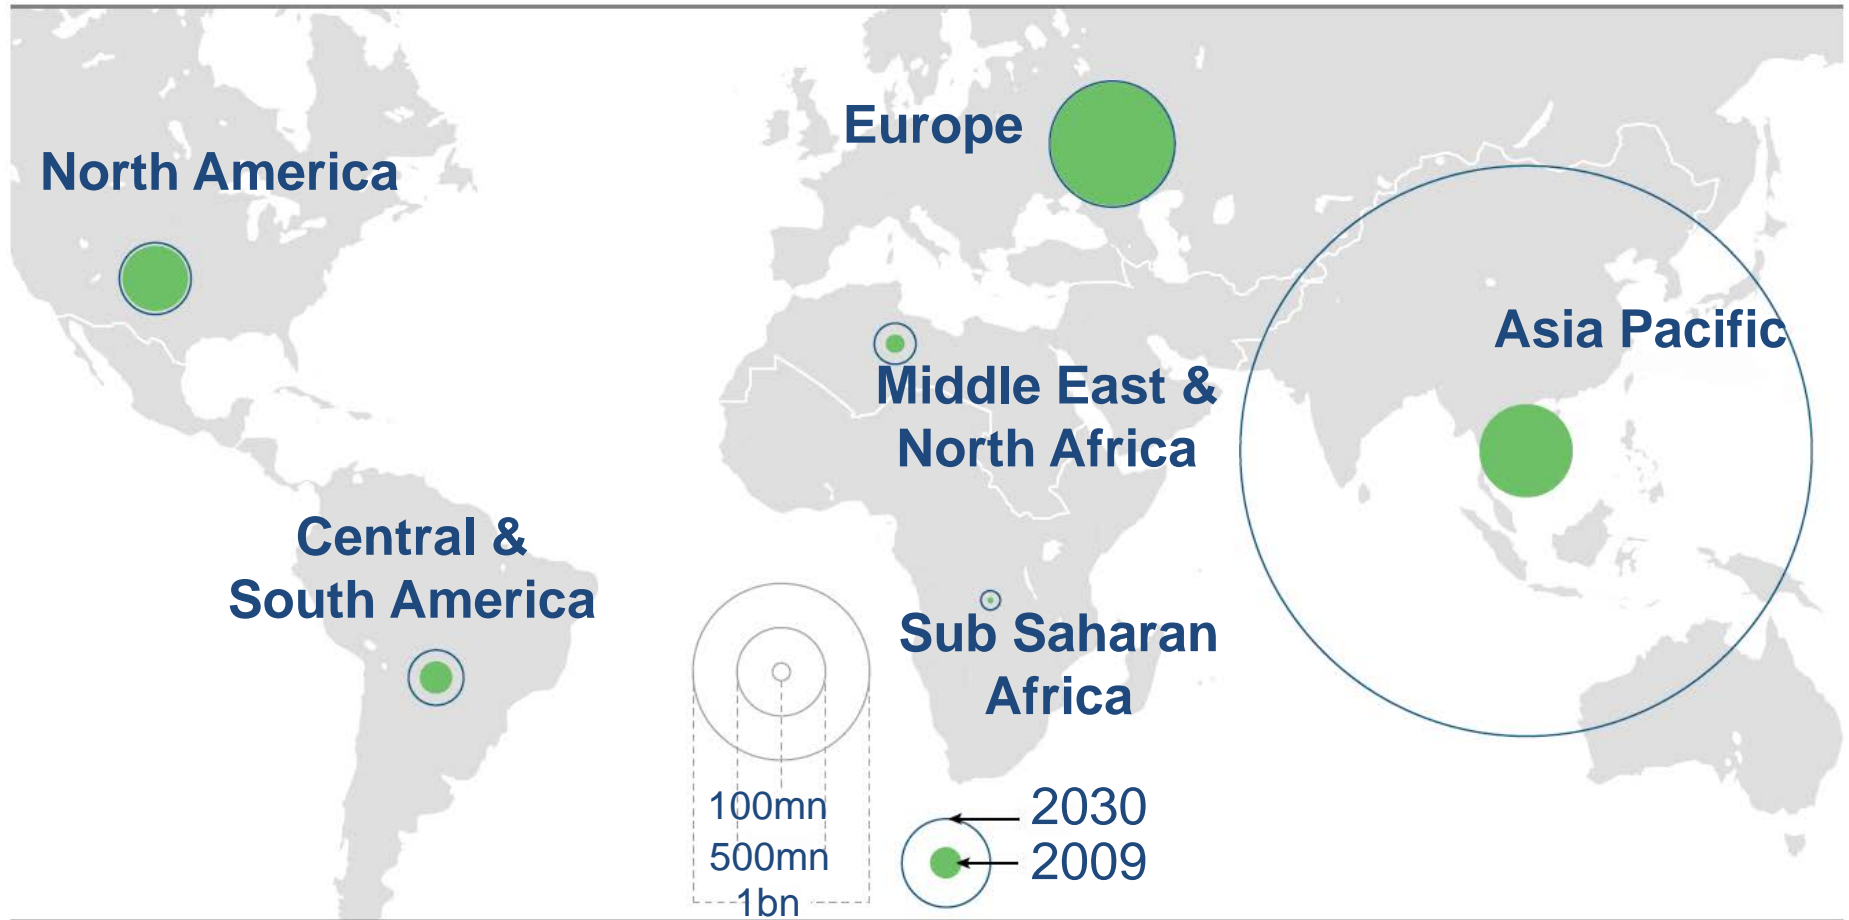 North America
Europe
Asia Pacific
Middle East &
North Africa
Central &
South America
Sub Saharan
Africa
100mn
500mn
1bn
2030
2009